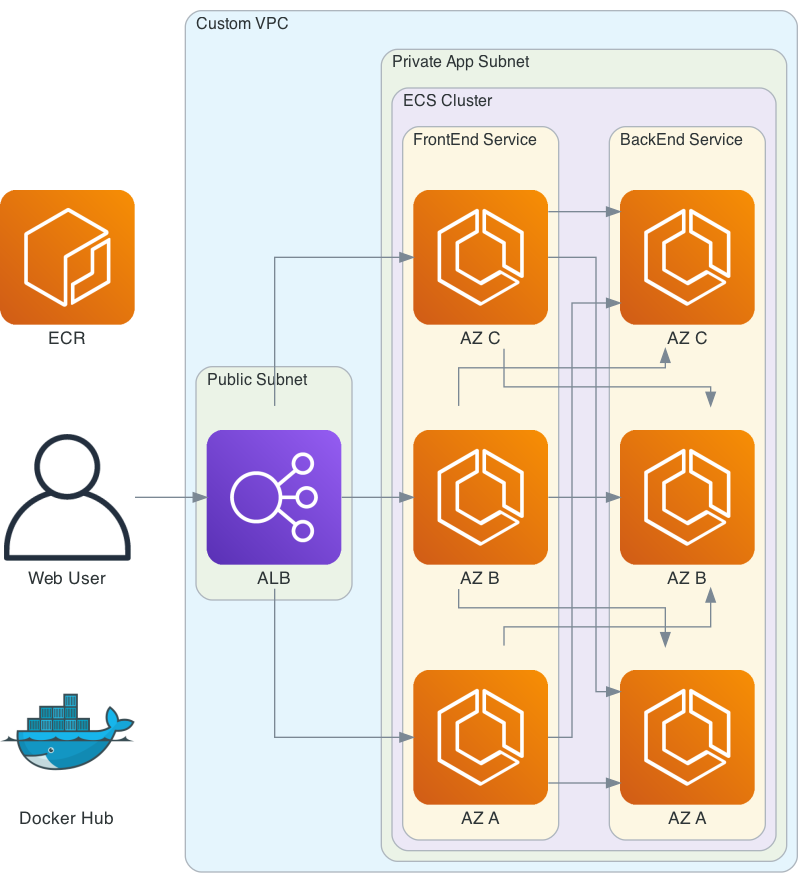 Custom VPC
Private App Subnet
ECS Cluster
FrontEnd Service
BackEnd Service
ECR
AZ C
AZ C
Public Subnet
Web User
ALB
AZ B
AZ B
Docker Hub
AZ A
AZ A